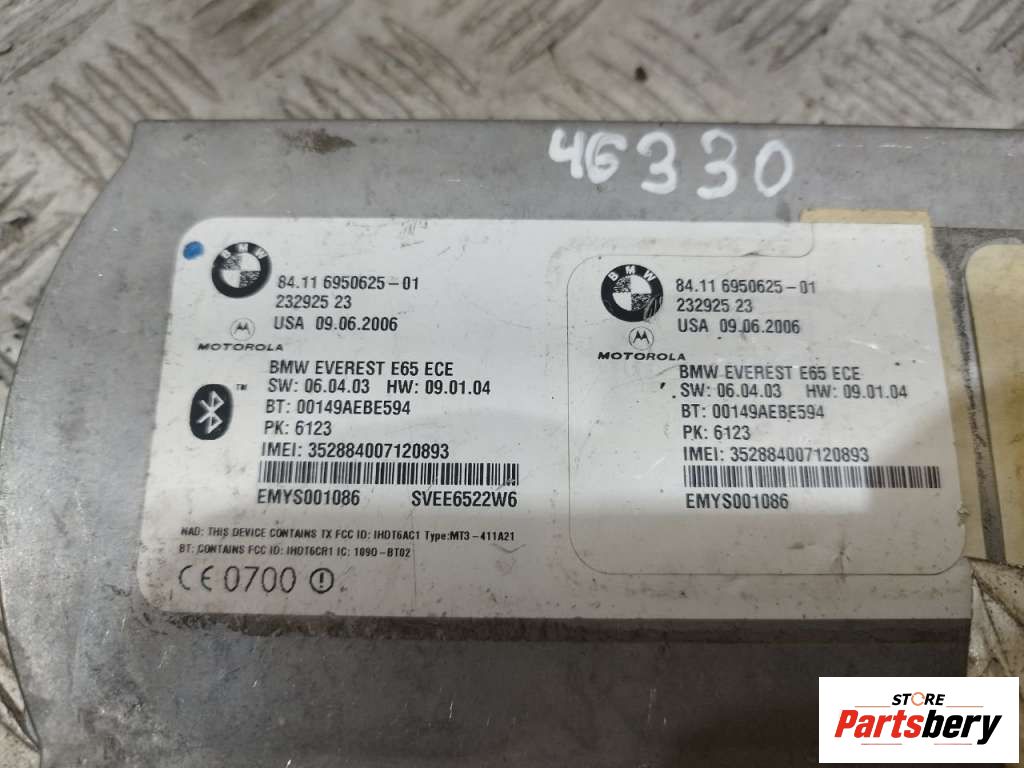 46330
BMW
84.11 6950625-01
232925 23
USA 09.06.2006
MOTOROLA
BMW EVEREST E65 ECE
SW: 06.04.03 HW: 09.01.04
BT: 00149AEBE594
PK: 6123
IMEI: 352884007120893
EMYS001086 SVEE6522W6
NAD: THIS DEVICE CONTAINS TX FCC ID: IHDT6AC1 Type:MT3-411A21
BT: CONTAINS FCC ID: IHDT6CR1 IC: 109O-BT02
CE 0700
BMW
84.11 6950625-01
232925 23
USA 09.06.2006
MOTOROLA
BMW EVEREST E65 ECE
SW: 06.04.03 HW: 09.01.04
BT: 00149AEBE594
PK: 6123
IMEI: 352884007120893
EMYS001086
STORE
Partsbery